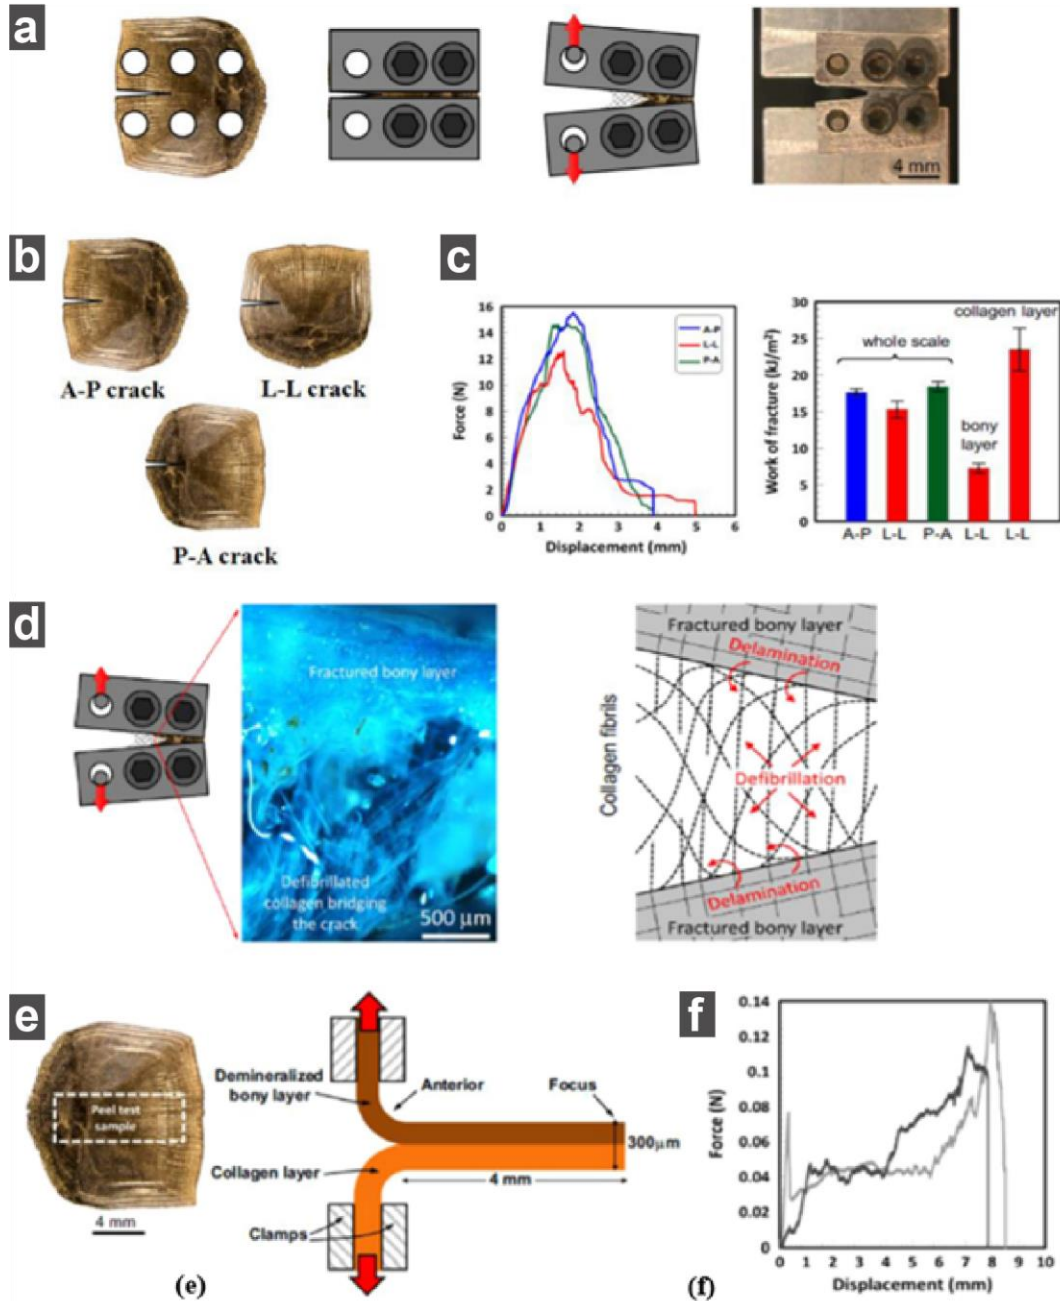 a
4 mm
b
A-P crack
L-L crack
P-A crack
c
16
14
12
10
8
6
4
2
0
Force (N)
0 1 2 3 4 5 6
Displacement (mm)
A-P
L-L
P-A
30
25
20
15
10
5
0
Work of fracture (kJ/m²)
collagen layer
whole scale
bony
layer
A-P L-L P-A L-L L-L
d
Fractured bony layer
Defibrillated
collagen bridging
the crack
500 µm
Collagen fibrils
Fractured bony layer
Delamination
Defibrillation
Delamination
Fractured bony layer
e
Peel test
sample
4 mm
Demineralized
bony layer
Anterior
Focus
300µm
Collagen layer
4 mm
Clamps
(e)
f
0.14
0.12
0.1
0.08
0.06
0.04
0.02
0
Force (N)
0 1 2 3 4 5 6 7 8 9 10
Displacement (mm)
(f)